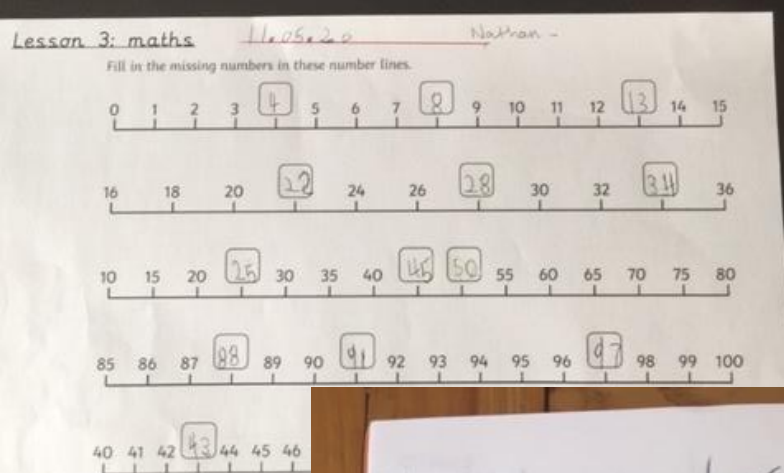 Lesson 3: maths 11.05.20 Nathan -
Fill in the missing numbers in these number lines.
0 1 2 3 4 5 6 7 8 9 10 11 12 13 14 15
16 18 20 22 24 26 28 30 32 34 36
10 15 20 25 30 35 40 45 50 55 60 65 70 75 80
85 86 87 88 89 90 91 92 93 94 95 96 97 98 99 100
40 41 42 43 44 45 46